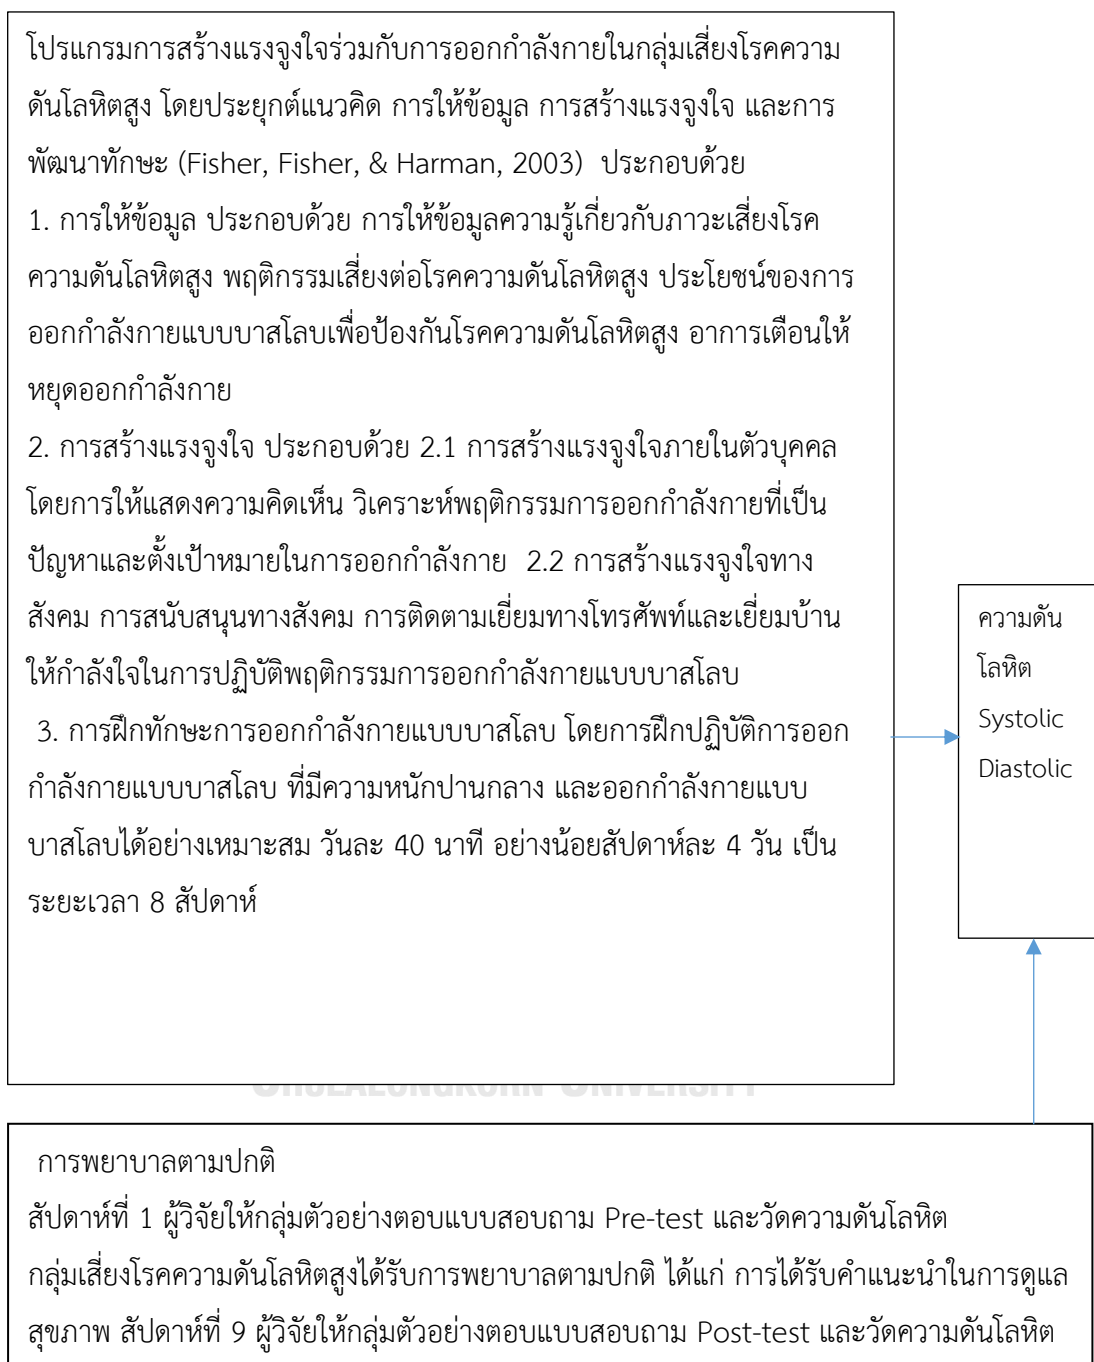 โปรแกรมการสร้างแรงจูงใจร่วมกับการออกกำลังกายในกลุ่มเสี่ยงโรคความ
ดันโลหิตสูง โดยประยุกต์แนวคิด การให้ข้อมูล การสร้างแรงจูงใจ และการ
พัฒนาทักษะ (Fisher, Fisher, & Harman, 2003) ประกอบด้วย
1. การให้ข้อมูล ประกอบด้วย การให้ข้อมูลความรู้เกี่ยวกับภาวะเสี่ยงโรค
ความดันโลหิตสูง พฤติกรรมเสี่ยงต่อโรคความดันโลหิตสูง ประโยชน์ของการ
ออกกำลังกายแบบบาสโลบเพื่อป้องกันโรคความดันโลหิตสูง อาการเตือนให้
หยุดออกกำลังกาย
2. การสร้างแรงจูงใจ ประกอบด้วย 2.1 การสร้างแรงจูงใจภายในตัวบุคคล
โดยการให้แสดงความคิดเห็น วิเคราะห์พฤติกรรมการออกกำลังกายที่เป็น
ปัญหาและตั้งเป้าหมายในการออกกำลังกาย 2.2 การสร้างแรงจูงใจทาง
สังคม การสนับสนุนทางสังคม การติดตามเยี่ยมทางโทรศัพท์และเยี่ยมบ้าน
ให้กำลังใจในการปฏิบัติพฤติกรรมการออกกำลังกายแบบบาสโลบ
3. การฝึกทักษะการออกกำลังกายแบบบาสโลบ โดยการฝึกปฏิบัติการออก
กำลังกายแบบบาสโลบ ที่มีความหนักปานกลาง และออกกำลังกายแบบ
บาสโลบได้อย่างเหมาะสม วันละ 40 นาที อย่างน้อยสัปดาห์ละ 4 วัน เป็น
ระยะเวลา 8 สัปดาห์
ความดัน
โลหิต
Systolic
Diastolic
CHULALONGKORN UNIVERSITY
การพยาบาลตามปกติ
สัปดาห์ที่ 1 ผู้วิจัยให้กลุ่มตัวอย่างตอบแบบสอบถาม Pre-test และวัดความดันโลหิต
กลุ่มเสี่ยงโรคความดันโลหิตสูงได้รับการพยาบาลตามปกติ ได้แก่ การได้รับคำแนะนำในการดูแล
สุขภาพ สัปดาห์ที่ 9 ผู้วิจัยให้กลุ่มตัวอย่างตอบแบบสอบถาม Post-test และวัดความดันโลหิต